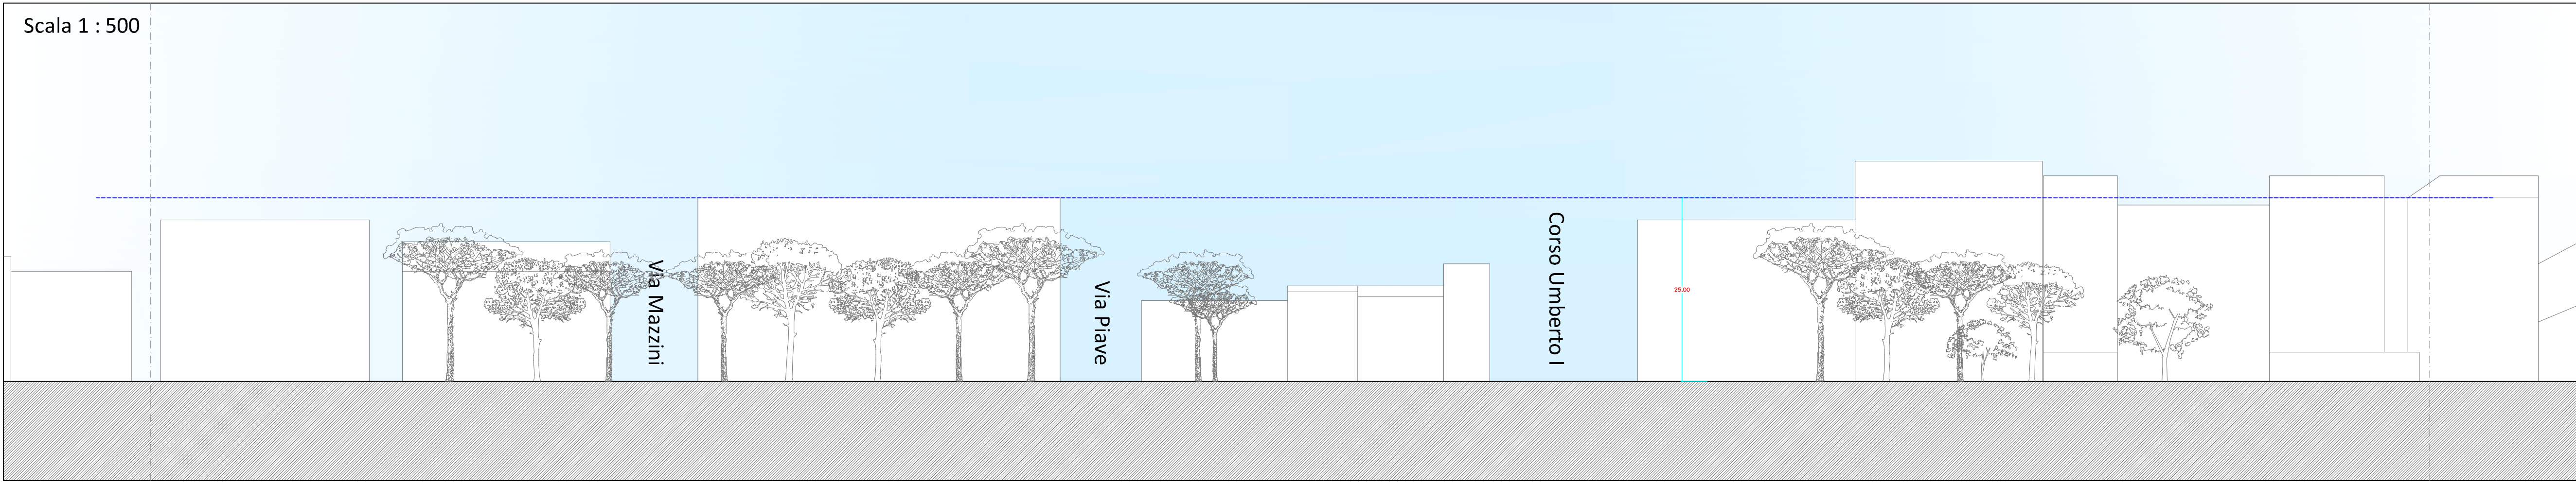 Scala 1 : 500
Via Mazzini
Via Piave
Corso Umberto I
25.00